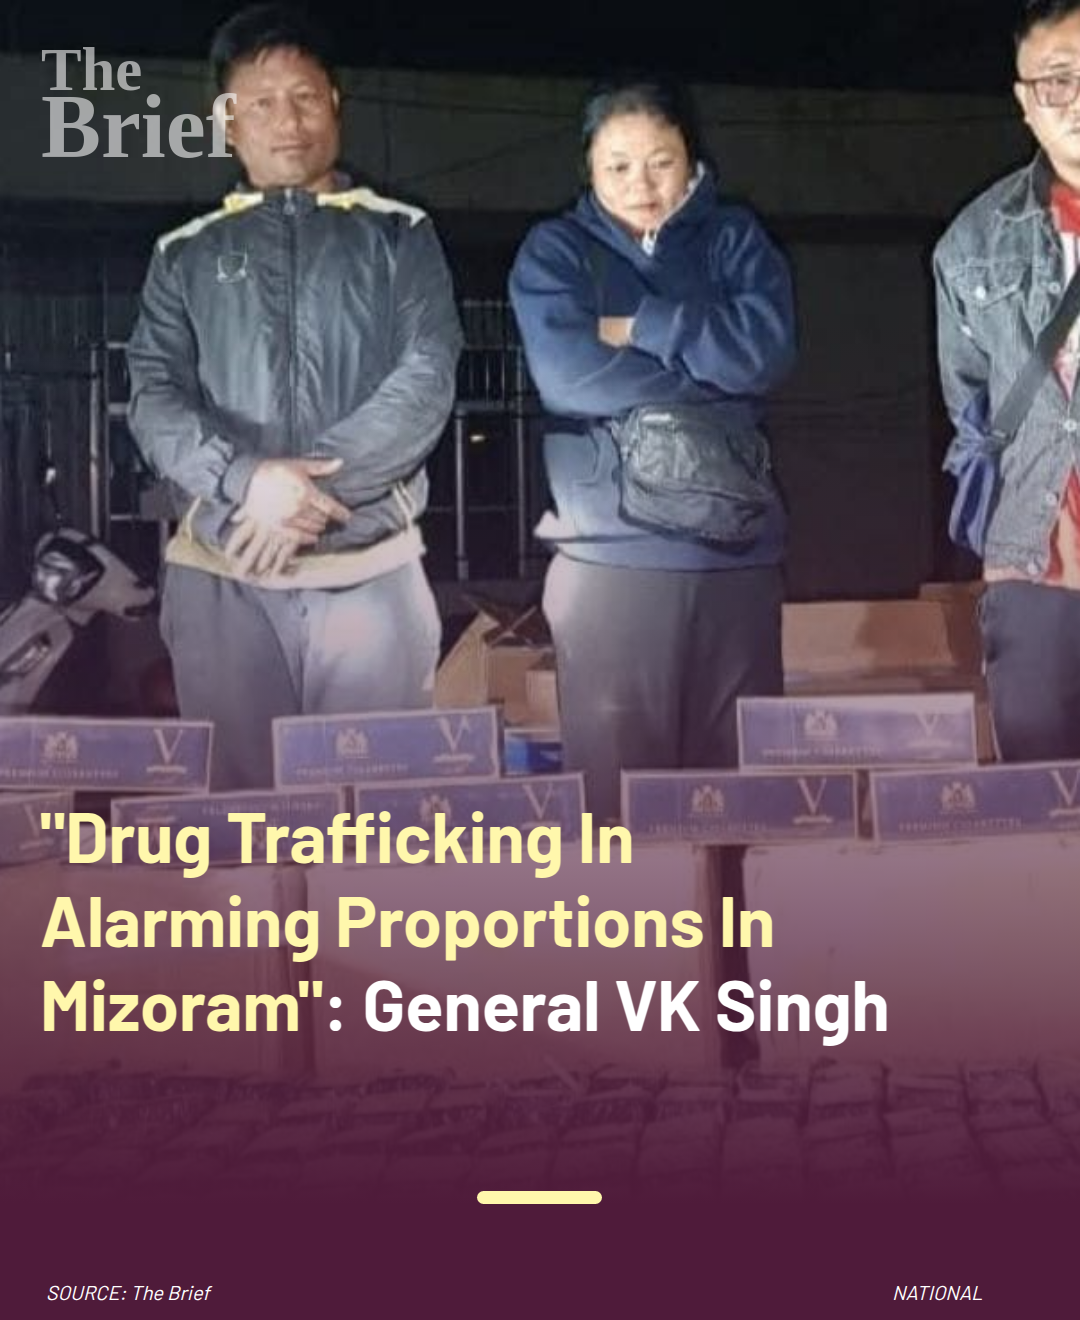 The
Brief
"Drug Trafficking In
Alarming Proportions In
Mizoram": General VK Singh
SOURCE: The Brief
NATIONAL